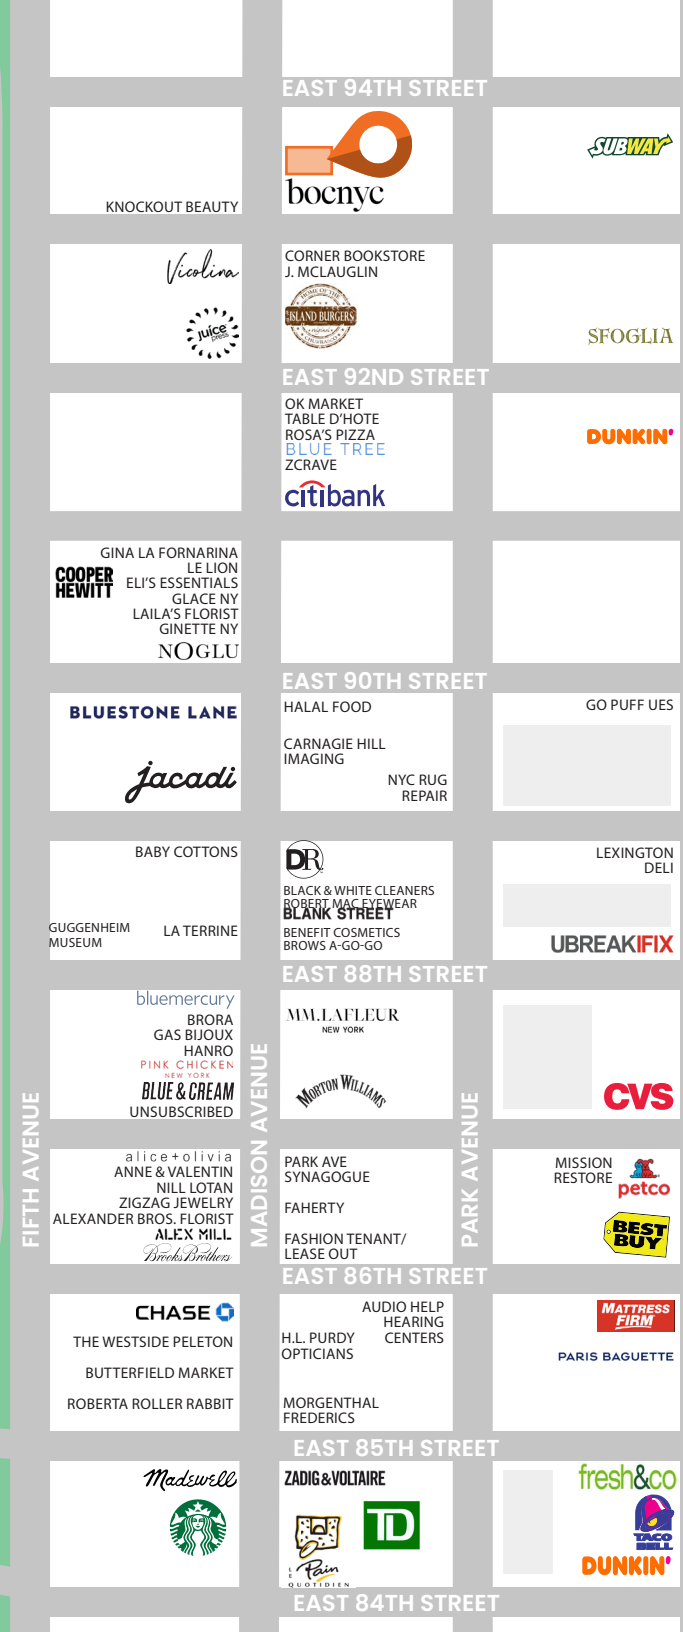 EAST 94TH STREET
KNOCKOUT BEAUTY
bocnyc
SUBWAY
Vicolina
juice
press
CORNER BOOKSTORE
J. MCLAUGLIN
HOME OF THE
ISLAND BURGERS
CHURASCO
SFOGLIA
EAST 92ND STREET
OK MARKET
TABLE D'HOTE
ROSA'S PIZZA
BLUE TREE
ZCRAVE
citibank
DUNKIN'
GINA LA FORNARINA
COOPER
HEWITT
LE LION
ELI'S ESSENTIALS
GLACE NY
LAILA'S FLORIST
GINETTE NY
NOGLU
EAST 90TH STREET
BLUESTONE LANE
jacadi
HALAL FOOD
CARNAGIE HILL
IMAGING
NYC RUG
REPAIR
GO PUFF UES
BABY COTTONS
GUGGENHEIM
MUSEUM
LA TERRINE
DR
BLACK & WHITE CLEANERS
ROBERT MAC EYEWEAR
BLANK STREET
BENEFIT COSMETICS
BROWS A-GO-GO
LEXINGTON
DELI
UBREAKIFIX
EAST 88TH STREET
bluemercury
BRORA
GAS BIJOUX
HANRO
PINK CHICKEN
NEW YORK
BLUE & CREAM
UNSUBSCRIBED
MM.LAFLEUR
NEW YORK
MORTON WILLIAMS
CVS
FIFTH AVENUE
MADISON AVENUE
PARK AVENUE
alice+olivia
ANNE & VALENTIN
NILL LOTAN
ZIGZAG JEWELRY
ALEXANDER BROS. FLORIST
ALEX MILL
Brooks Brothers
PARK AVE
SYNAGOGUE
FAHERTY
FASHION TENANT/
LEASE OUT
MISSION
RESTORE
petco
BEST
BUY
EAST 86TH STREET
CHASE
THE WESTSIDE PELETON
BUTTERFIELD MARKET
ROBERTA ROLLER RABBIT
AUDIO HELP
HEARING
CENTERS
H.L. PURDY
OPTICIANS
MORGENTHAL
FREDERICS
MATTRESS
FIRM
PARIS BAGUETTE
EAST 85TH STREET
Madewell
ZADIG & VOLTAIRE
TD
LE Pain
QUOTIDIEN
fresh&co
TACO
BELL
DUNKIN'
EAST 84TH STREET